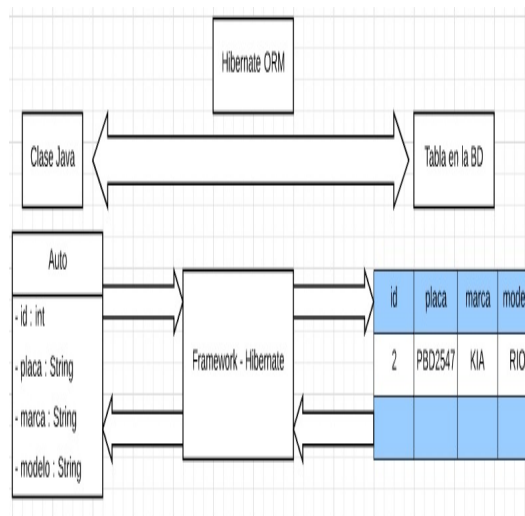 Hibernate ORM
Clase Java
Tabla en la BD
Auto
- id : int
- placa : String
- marca : String
- modelo : String
Framework - Hibernate
id placa marca mode
2 PBD2547 KIA RIO